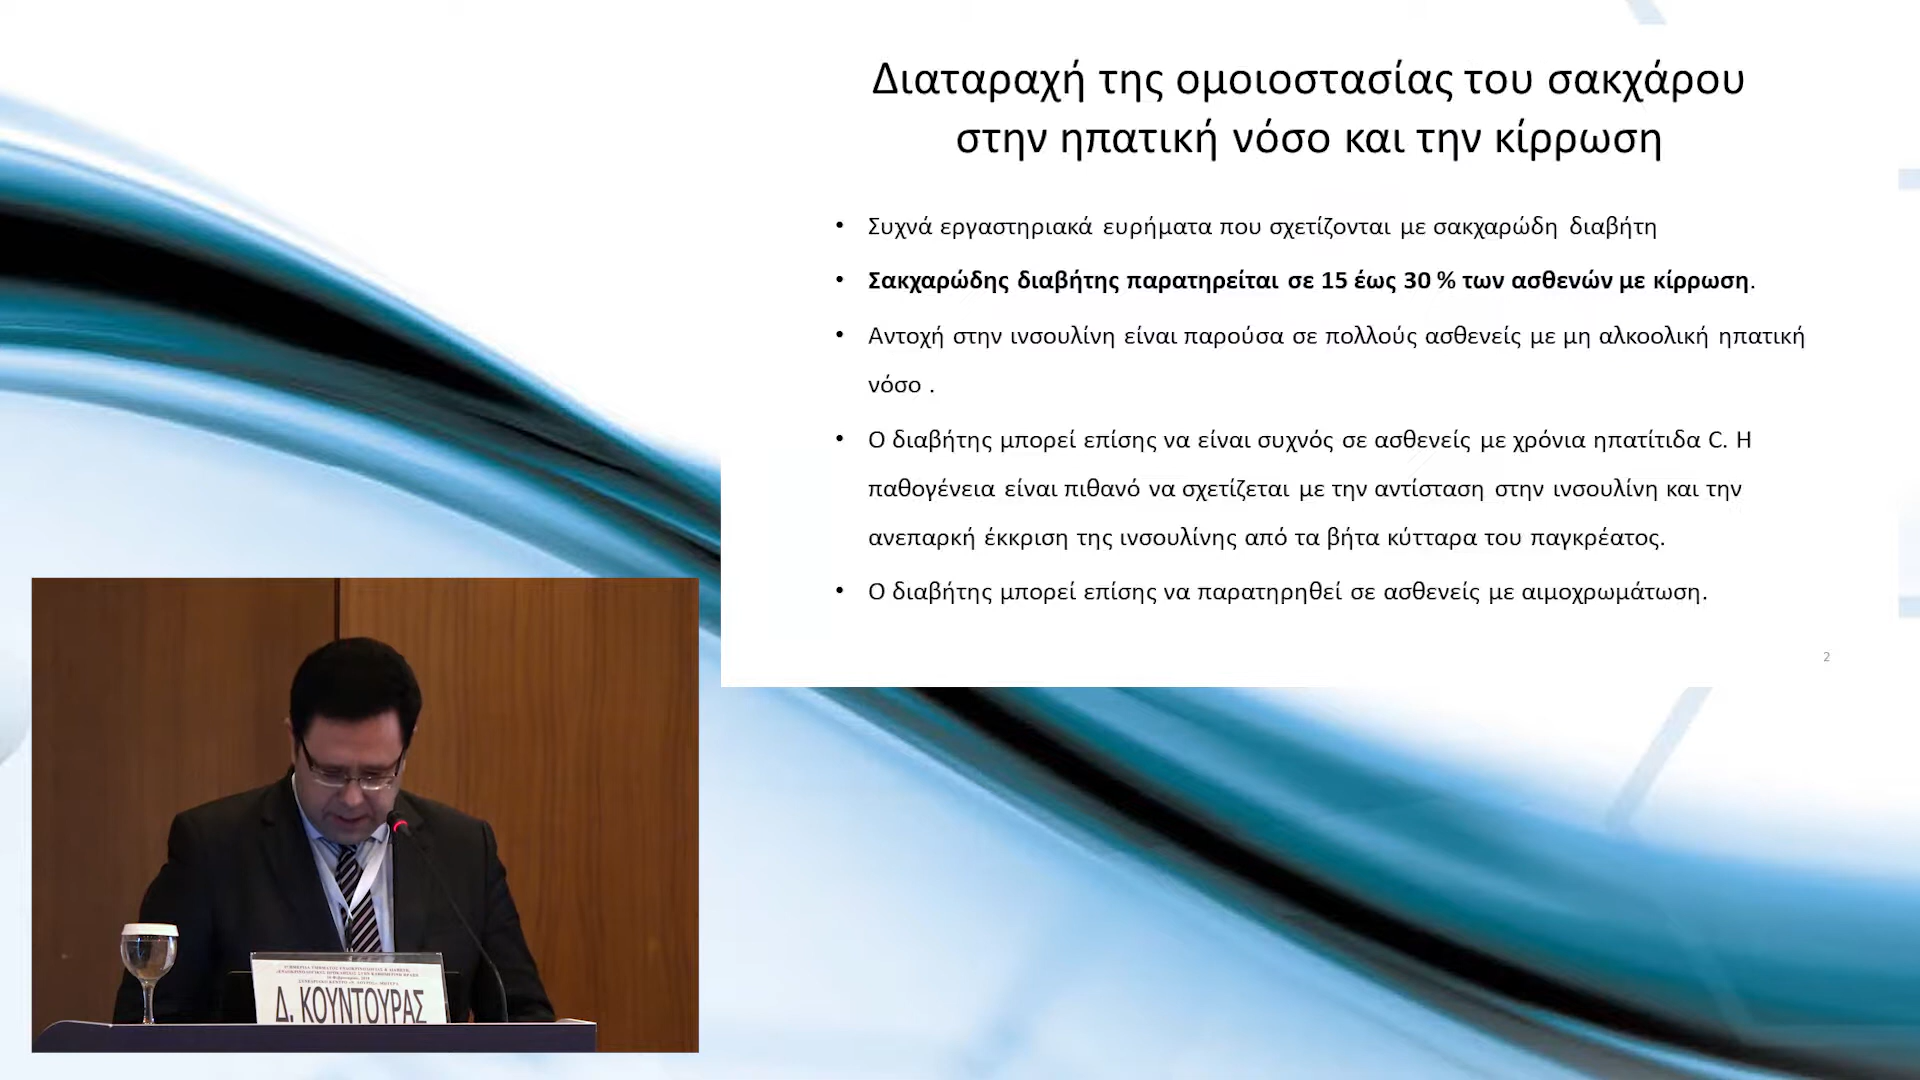 Διαταραχή της ομοιοστασίας του σακχάρου
στην ηπατική νόσο και την κίρρωση
• Συχνά εργαστηριακά ευρήματα που σχετίζονται με σακχαρώδη διαβήτη
• Σακχαρώδης διαβήτης παρατηρείται σε 15 έως 30 % των ασθενών με κίρρωση.
• Αντοχή στην ινσουλίνη είναι παρούσα σε πολλούς ασθενείς με μη αλκοολική ηπατική
νόσο .
• Ο διαβήτης μπορεί επίσης να είναι συχνός σε ασθενείς με χρόνια ηπατίτιδα C. Η
παθογένεια είναι πιθανό να σχετίζεται με την αντίσταση στην ινσουλίνη και την
ανεπαρκή έκκριση της ινσουλίνης από τα βήτα κύτταρα του παγκρέατος.
• Ο διαβήτης μπορεί επίσης να παρατηρηθεί σε ασθενείς με αιμοχρωμάτωση.
2
Δ. ΚΟΥΝΤΟΥΡΑΣ